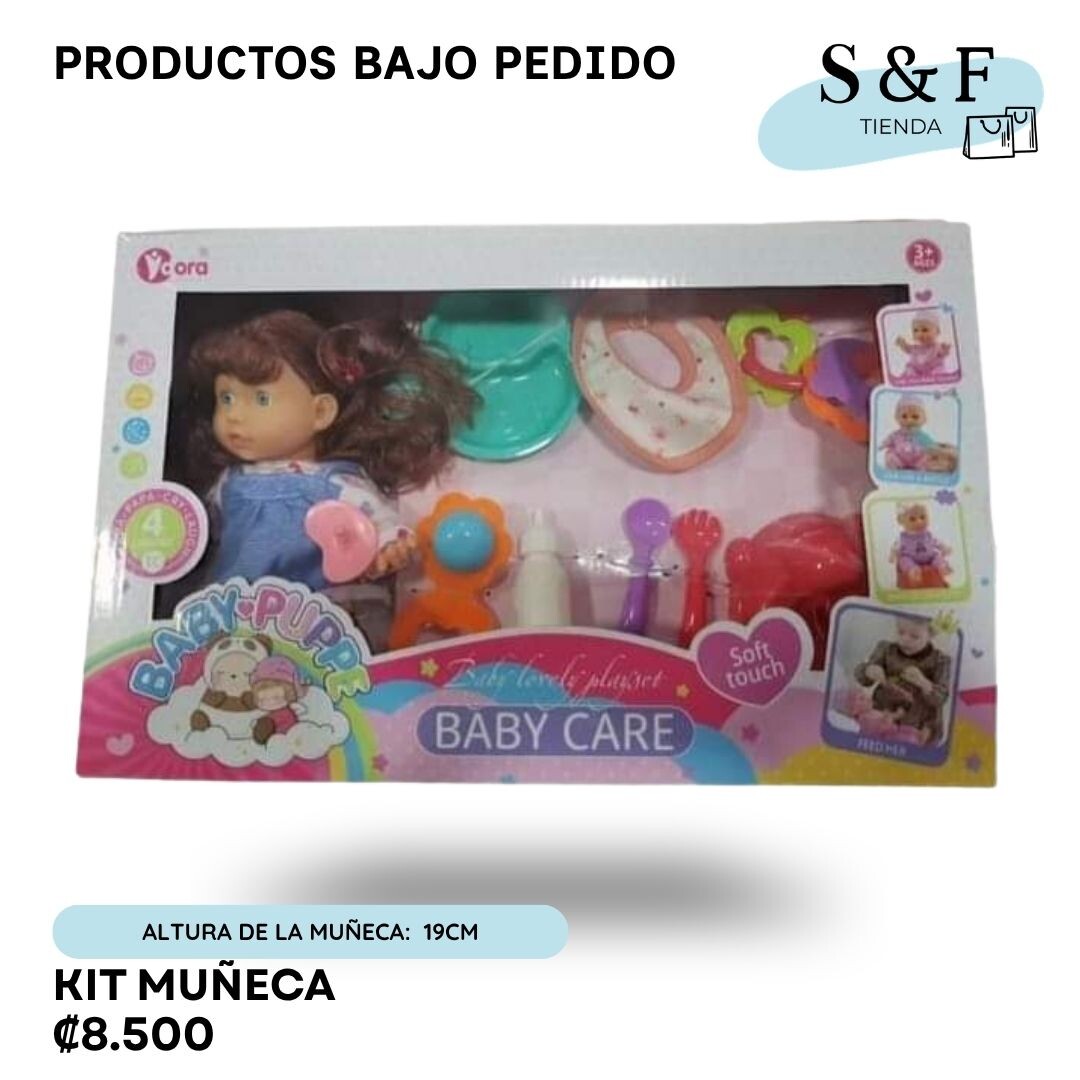 PRODUCTOS BAJO PEDIDO
S & F
TIENDA
Yoora
3+
AGES
4
BABY PUPPE
Baby lovely playset
BABY CARE
Soft
touch
FEED HER
ALTURA DE LA MUÑECA: 19CM
KIT MUÑECA
₡8.500